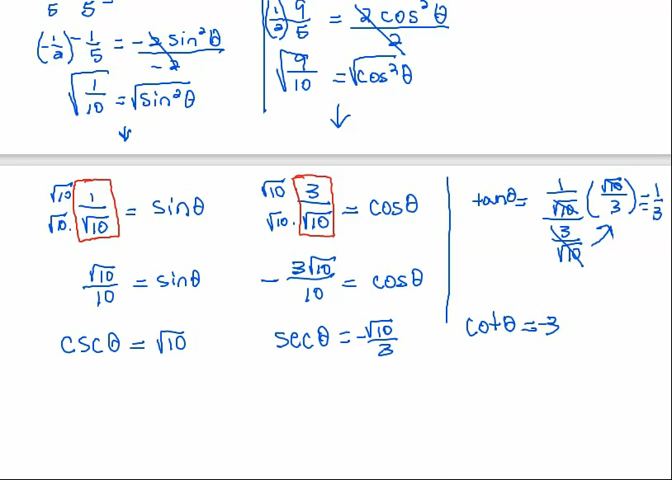 5 5
(-1/2) -1/5 = -2 sin²θ / -2
√(1/10) = √sin²θ
↓
(1/2) 9/5 = 2 cos²θ / 2
√(9/10) = √cos²θ
↓
√10/√10 · 1/√10 = sinθ
√10/10 = sinθ
cscθ = √10
√10/√10 · 3/√10 = cosθ
- 3√10/10 = cosθ
secθ = -√10/3
tanθ = (1/√10)/(3/√10) (√10/3) = 1/3
cotθ = -3